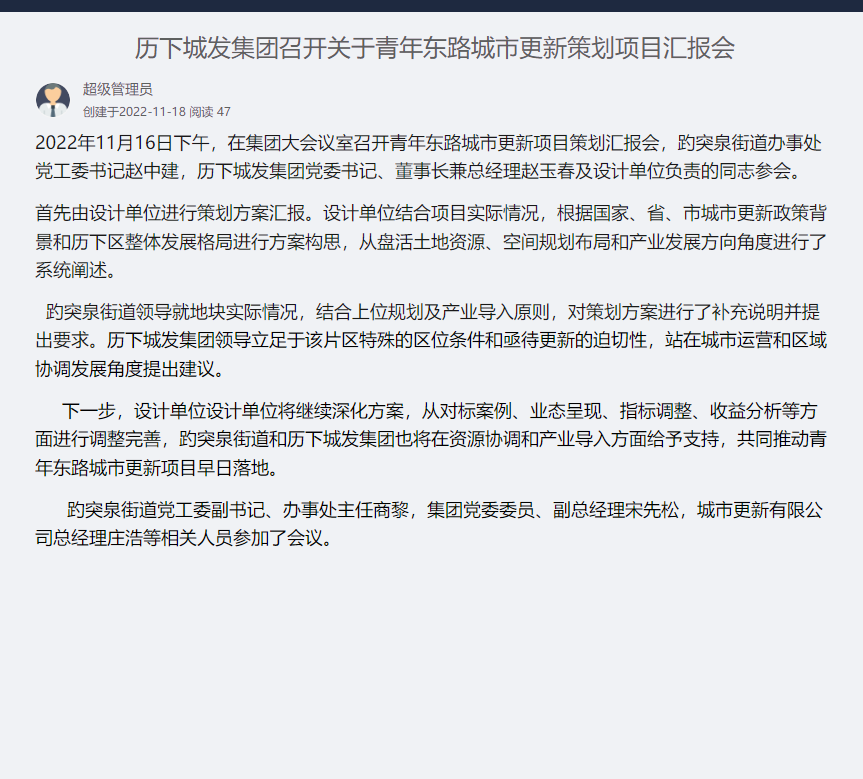 历下城发集团召开关于青年东路城市更新策划项目汇报会
超级管理员
创建于2022-11-18 阅读 47
2022年11月16日下午，在集团大会议室召开青年东路城市更新项目策划汇报会，趵突泉街道办事处
党工委书记赵中建，历下城发集团党委书记、董事长兼总经理赵玉春及设计单位负责的同志参会。
首先由设计单位进行策划方案汇报。设计单位结合项目实际情况，根据国家、省、市城市更新政策背
景和历下区整体发展格局进行方案构思，从盘活土地资源、空间规划布局和产业发展方向角度进行了
系统阐述。
趵突泉街道领导就地块实际情况，结合上位规划及产业导入原则，对策划方案进行了补充说明并提
出要求。历下城发集团领导立足于该片区特殊的区位条件和亟待更新的迫切性，站在城市运营和区域
协调发展角度提出建议。
下一步，设计单位设计单位将继续深化方案，从对标案例、业态呈现、指标调整、收益分析等方
面进行调整完善，趵突泉街道和历下城发集团也将在资源协调和产业导入方面给予支持，共同推动青
年东路城市更新项目早日落地。
趵突泉街道党工委副书记、办事处主任商黎，集团党委委员、副总经理宋先松，城市更新有限公
司总经理庄浩等相关人员参加了会议。